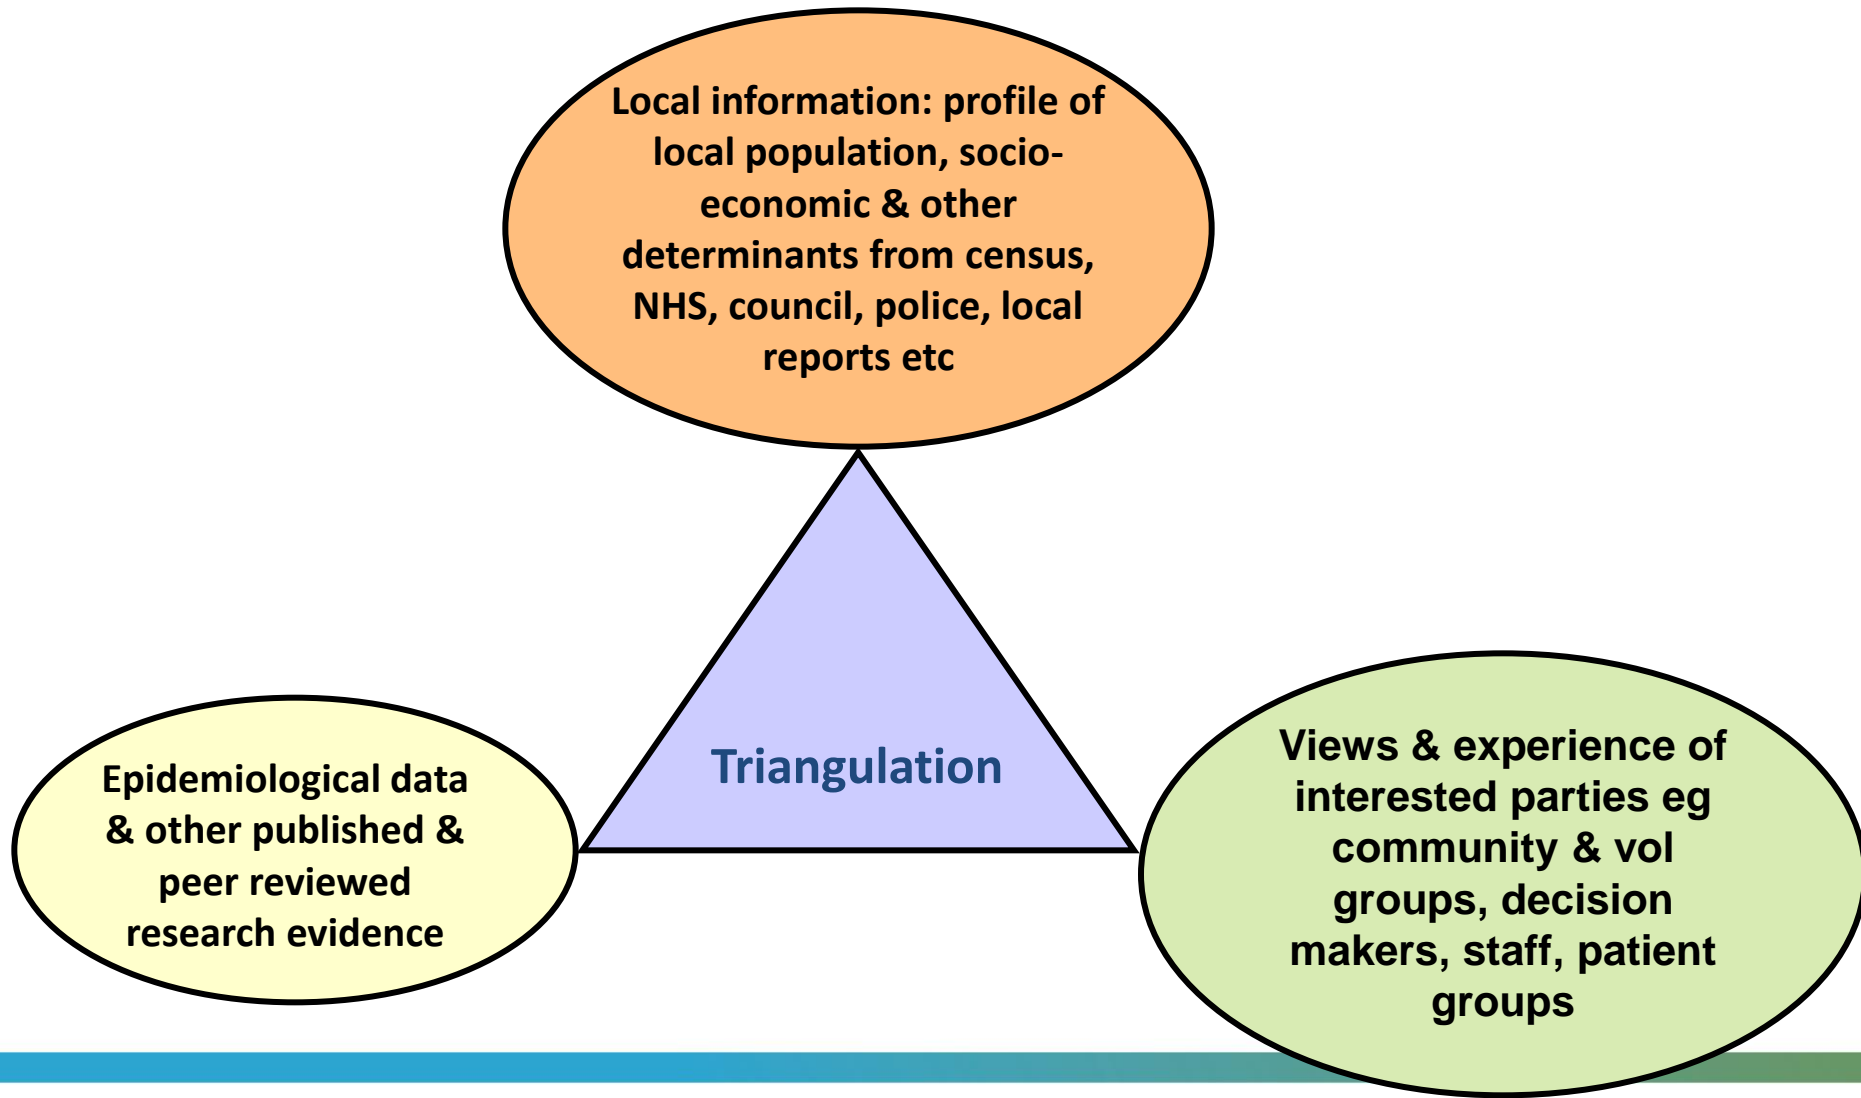 Local information: profile of
local population, socio-
economic & other
determinants from census,
NHS, council, police, local
reports etc
Triangulation
Epidemiological data
& other published &
peer reviewed
research evidence
Views & experience of
interested parties eg
community & vol
groups, decision
makers, staff, patient
groups